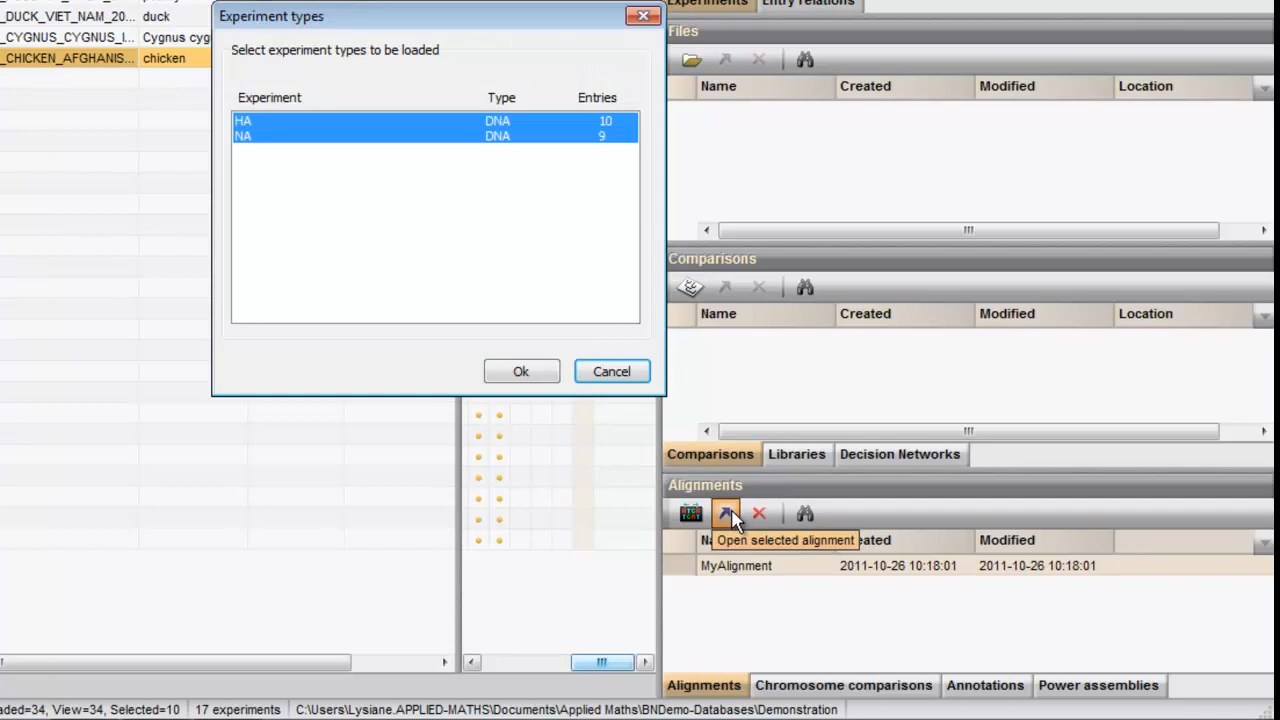 _DUCK_VIET_NAM_20... duck
_CYGNUS_CYGNUS_I... Cygnus cyg
_CHICKEN_AFGHANIS... chicken
Experiment types
Select experiment types to be loaded
Experiment Type Entries
HA DNA 10
NA DNA 9
Ok Cancel
Experiments Entry relations
Files
Name Created Modified Location
Comparisons
Name Created Modified Location
Comparisons Libraries Decision Networks
Alignments
Open selected alignment
Na eated Modified
MyAlignment 2011-10-26 10:18:01 2011-10-26 10:18:01
Alignments Chromosome comparisons Annotations Power assemblies
aded=34, View=34, Selected=10 17 experiments C:\Users\Lysiane.APPLIED-MATHS\Documents\Applied Maths\BNDemo-Databases\Demonstration